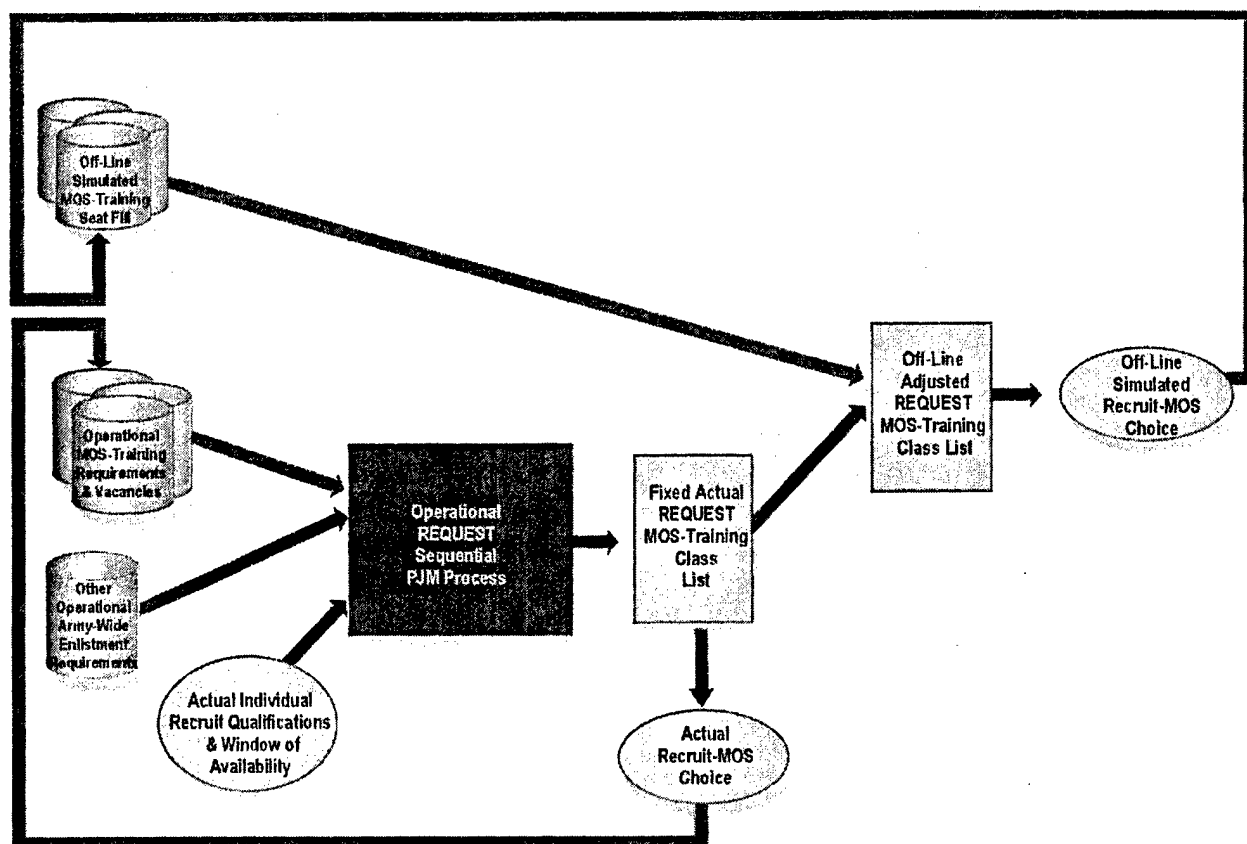 Off-Line
Simulated
MOS-Training
Seat Fill
Operational
MOS-Training
Requirements
& Vacancies
Other
Operational
Army-Wide
Enlistment
Requirements
Actual Individual
Recruit Qualifications
& Window of
Availability
Operational
REQUEST
Sequential
PJM Process
Fixed Actual
REQUEST
MOS-Training
Class
List
Actual
Recruit-MOS
Choice
Off-Line
Adjusted
REQUEST
MOS-Training
Class List
Off-Line
Simulated
Recruit-MOS
Choice